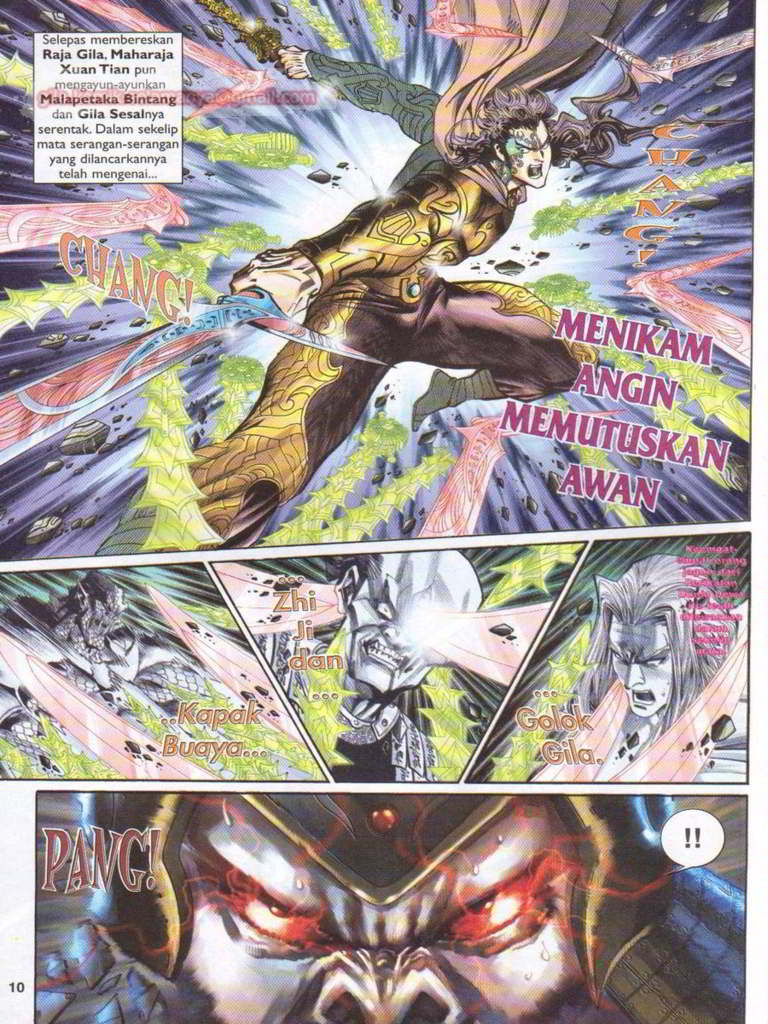 Selepas membereskan
Raja Gila, Maharaja
Xuan Tian pun
mengayun-ayunkan
Malapetaka Bintang
dan Gila Sesalnya
serentak. Dalam sekelip
mata serangan-serangan
yang dilancarkannya
telah mengenai...
CHANG!
CHANG!
MENIKAM
ANGIN
MEMUTUSKAN
AWAN
...
Zhi
Ji
dan
...
..Kapak
Buaya...
...
Golok
Gila.
PANG!
!!
10